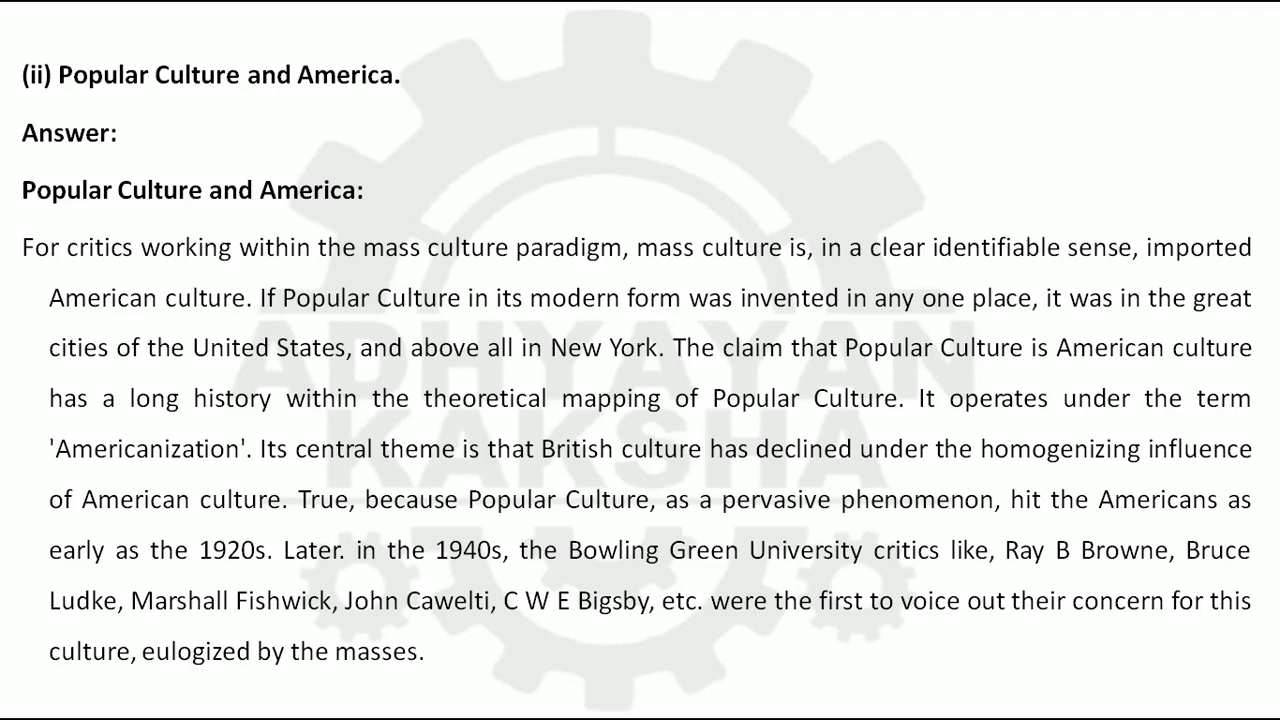 (ii) Popular Culture and America.
Answer:
Popular Culture and America:
For critics working within the mass culture paradigm, mass culture is, in a clear identifiable sense, imported
American culture. If Popular Culture in its modern form was invented in any one place, it was in the great
cities of the United States, and above all in New York. The claim that Popular Culture is American culture
has a long history within the theoretical mapping of Popular Culture. It operates under the term
'Americanization'. Its central theme is that British culture has declined under the homogenizing influence
of American culture. True, because Popular Culture, as a pervasive phenomenon, hit the Americans as
early as the 1920s. Later. in the 1940s, the Bowling Green University critics like, Ray B Browne, Bruce
Ludke, Marshall Fishwick, John Cawelti, C W E Bigsby, etc. were the first to voice out their concern for this
culture, eulogized by the masses.
ADHYAYAN
KAKSHA